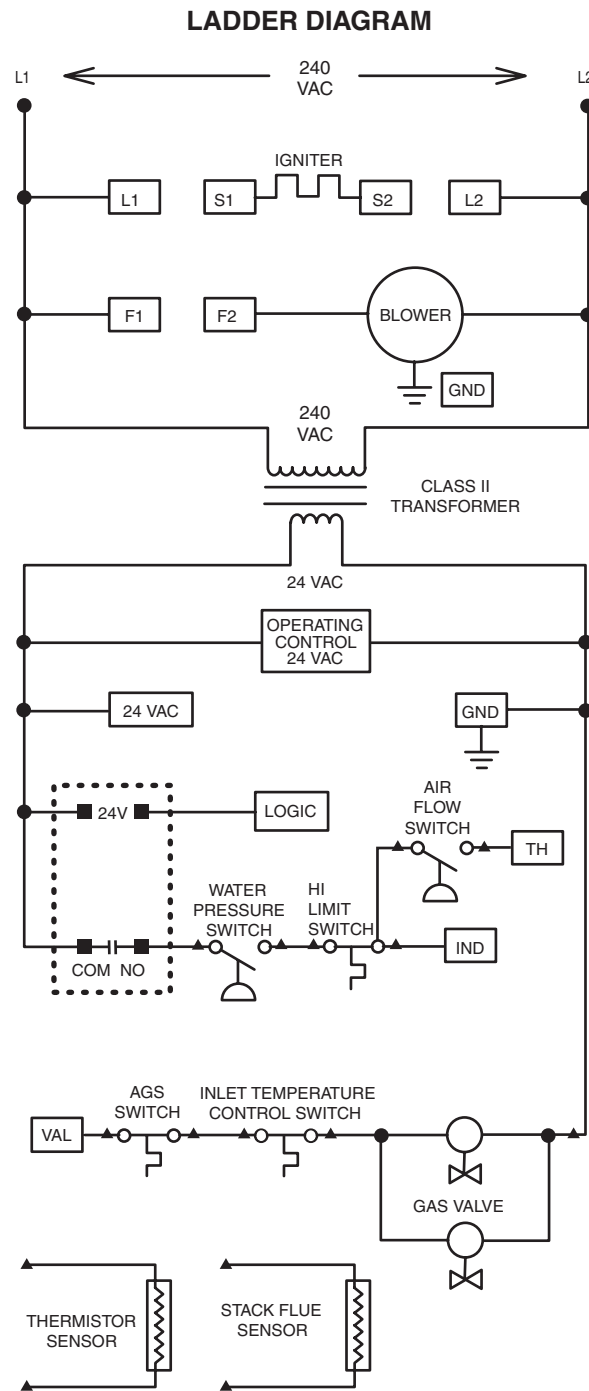 LADDER DIAGRAM
L1
240
VAC
L2
IGNITER
L1
S1
S2
L2
F1
F2
BLOWER
GND
240
VAC
CLASS II
TRANSFORMER
24 VAC
OPERATING
CONTROL
24 VAC
24 VAC
GND
24V
LOGIC
AIR
FLOW
SWITCH
TH
WATER
PRESSURE
SWITCH
HI
LIMIT
SWITCH
IND
COM NO
AGS
SWITCH
INLET TEMPERATURE
CONTROL SWITCH
VAL
GAS VALVE
THERMISTOR
SENSOR
STACK FLUE
SENSOR